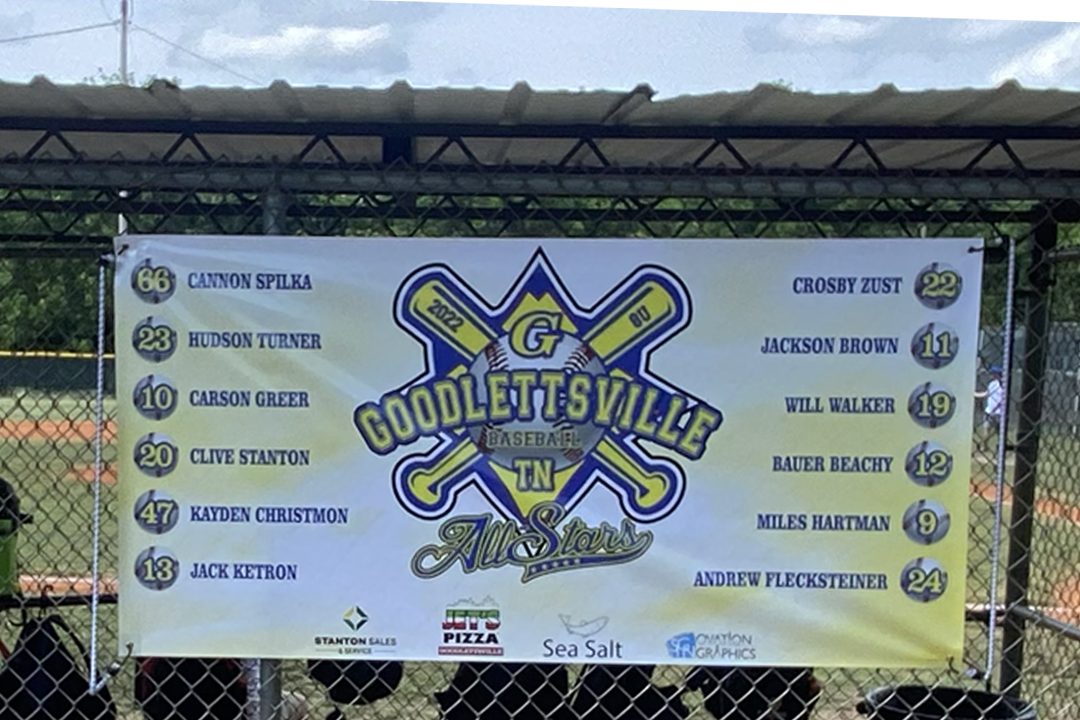 66 CANNON SPILKA
23 HUDSON TURNER
10 CARSON GREER
20 CLIVE STANTON
47 KAYDEN CHRISTMON
13 JACK KETRON
2022
8U
G
GOODLETTSVILLE
BASEBALL
TN
All Stars
CROSBY ZUST 22
JACKSON BROWN 11
WILL WALKER 19
BAUER BEACHY 12
MILES HARTMAN 9
ANDREW FLECKSTEINER 24
STANTON SALES
& SERVICE
JET'S
PIZZA
GOODLETTSVILLE
Sea Salt
OVATION
GRAPHICS